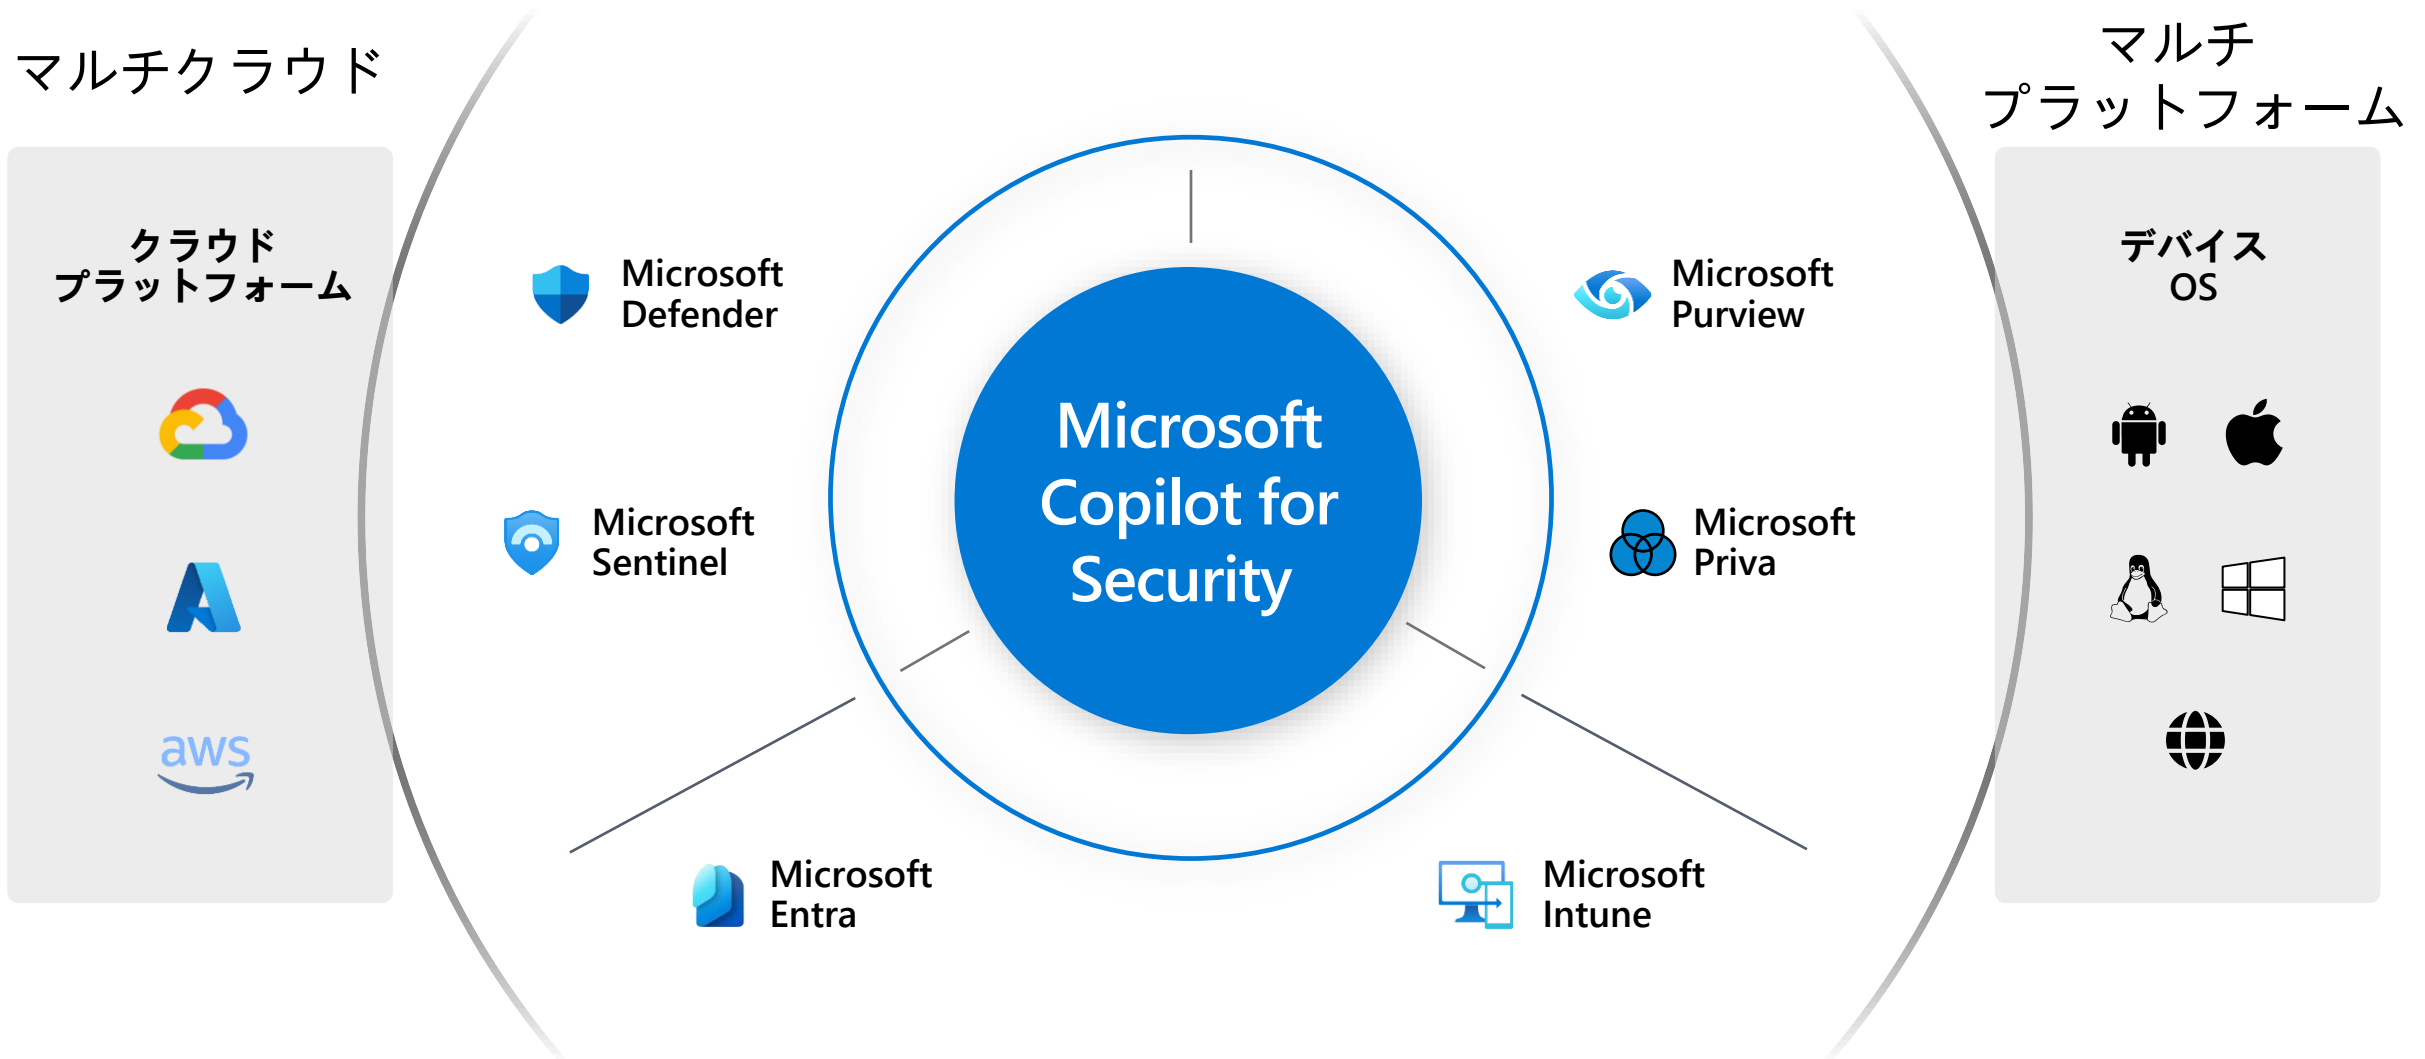 マルチクラウド
クラウド
プラットフォーム
aws
Microsoft
Defender
Microsoft
Sentinel
Microsoft
Entra
Microsoft
Copilot for
Security
Microsoft
Purview
Microsoft
Priva
Microsoft
Intune
マルチ
プラットフォーム
デバイス
OS